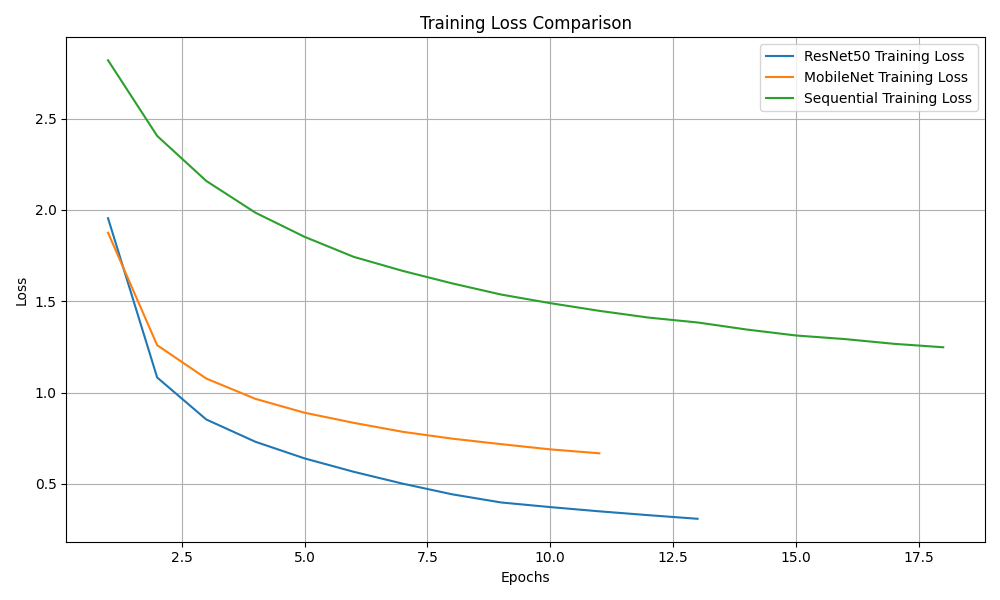 Training Loss Comparison
ResNet50 Training Loss
MobileNet Training Loss
Sequential Training Loss
Loss
2.5
2.0
1.5
1.0
0.5
2.5 5.0 7.5 10.0 12.5 15.0 17.5
Epochs